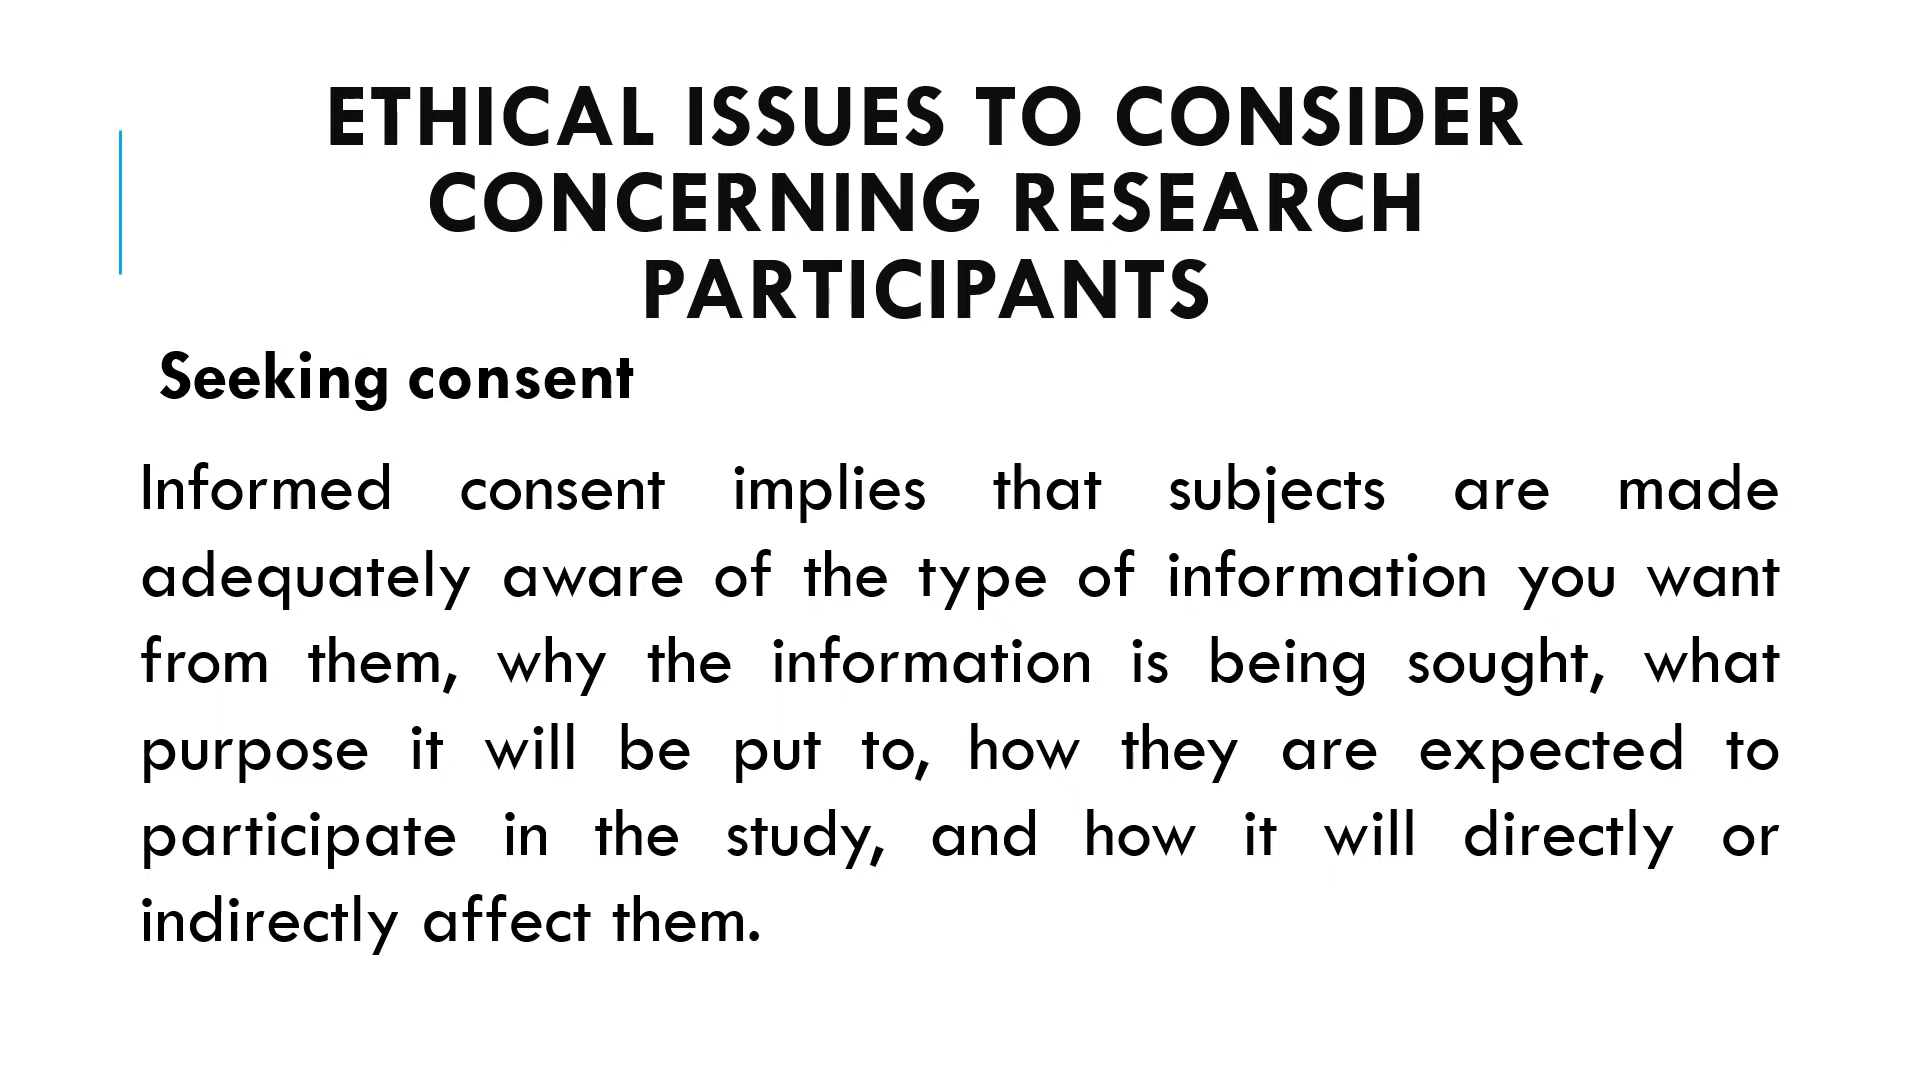 ETHICAL ISSUES TO CONSIDER
CONCERNING RESEARCH
PARTICIPANTS
Seeking consent
Informed consent implies that subjects are made
adequately aware of the type of information you want
from them, why the information is being sought, what
purpose it will be put to, how they are expected to
participate in the study, and how it will directly or
indirectly affect them.